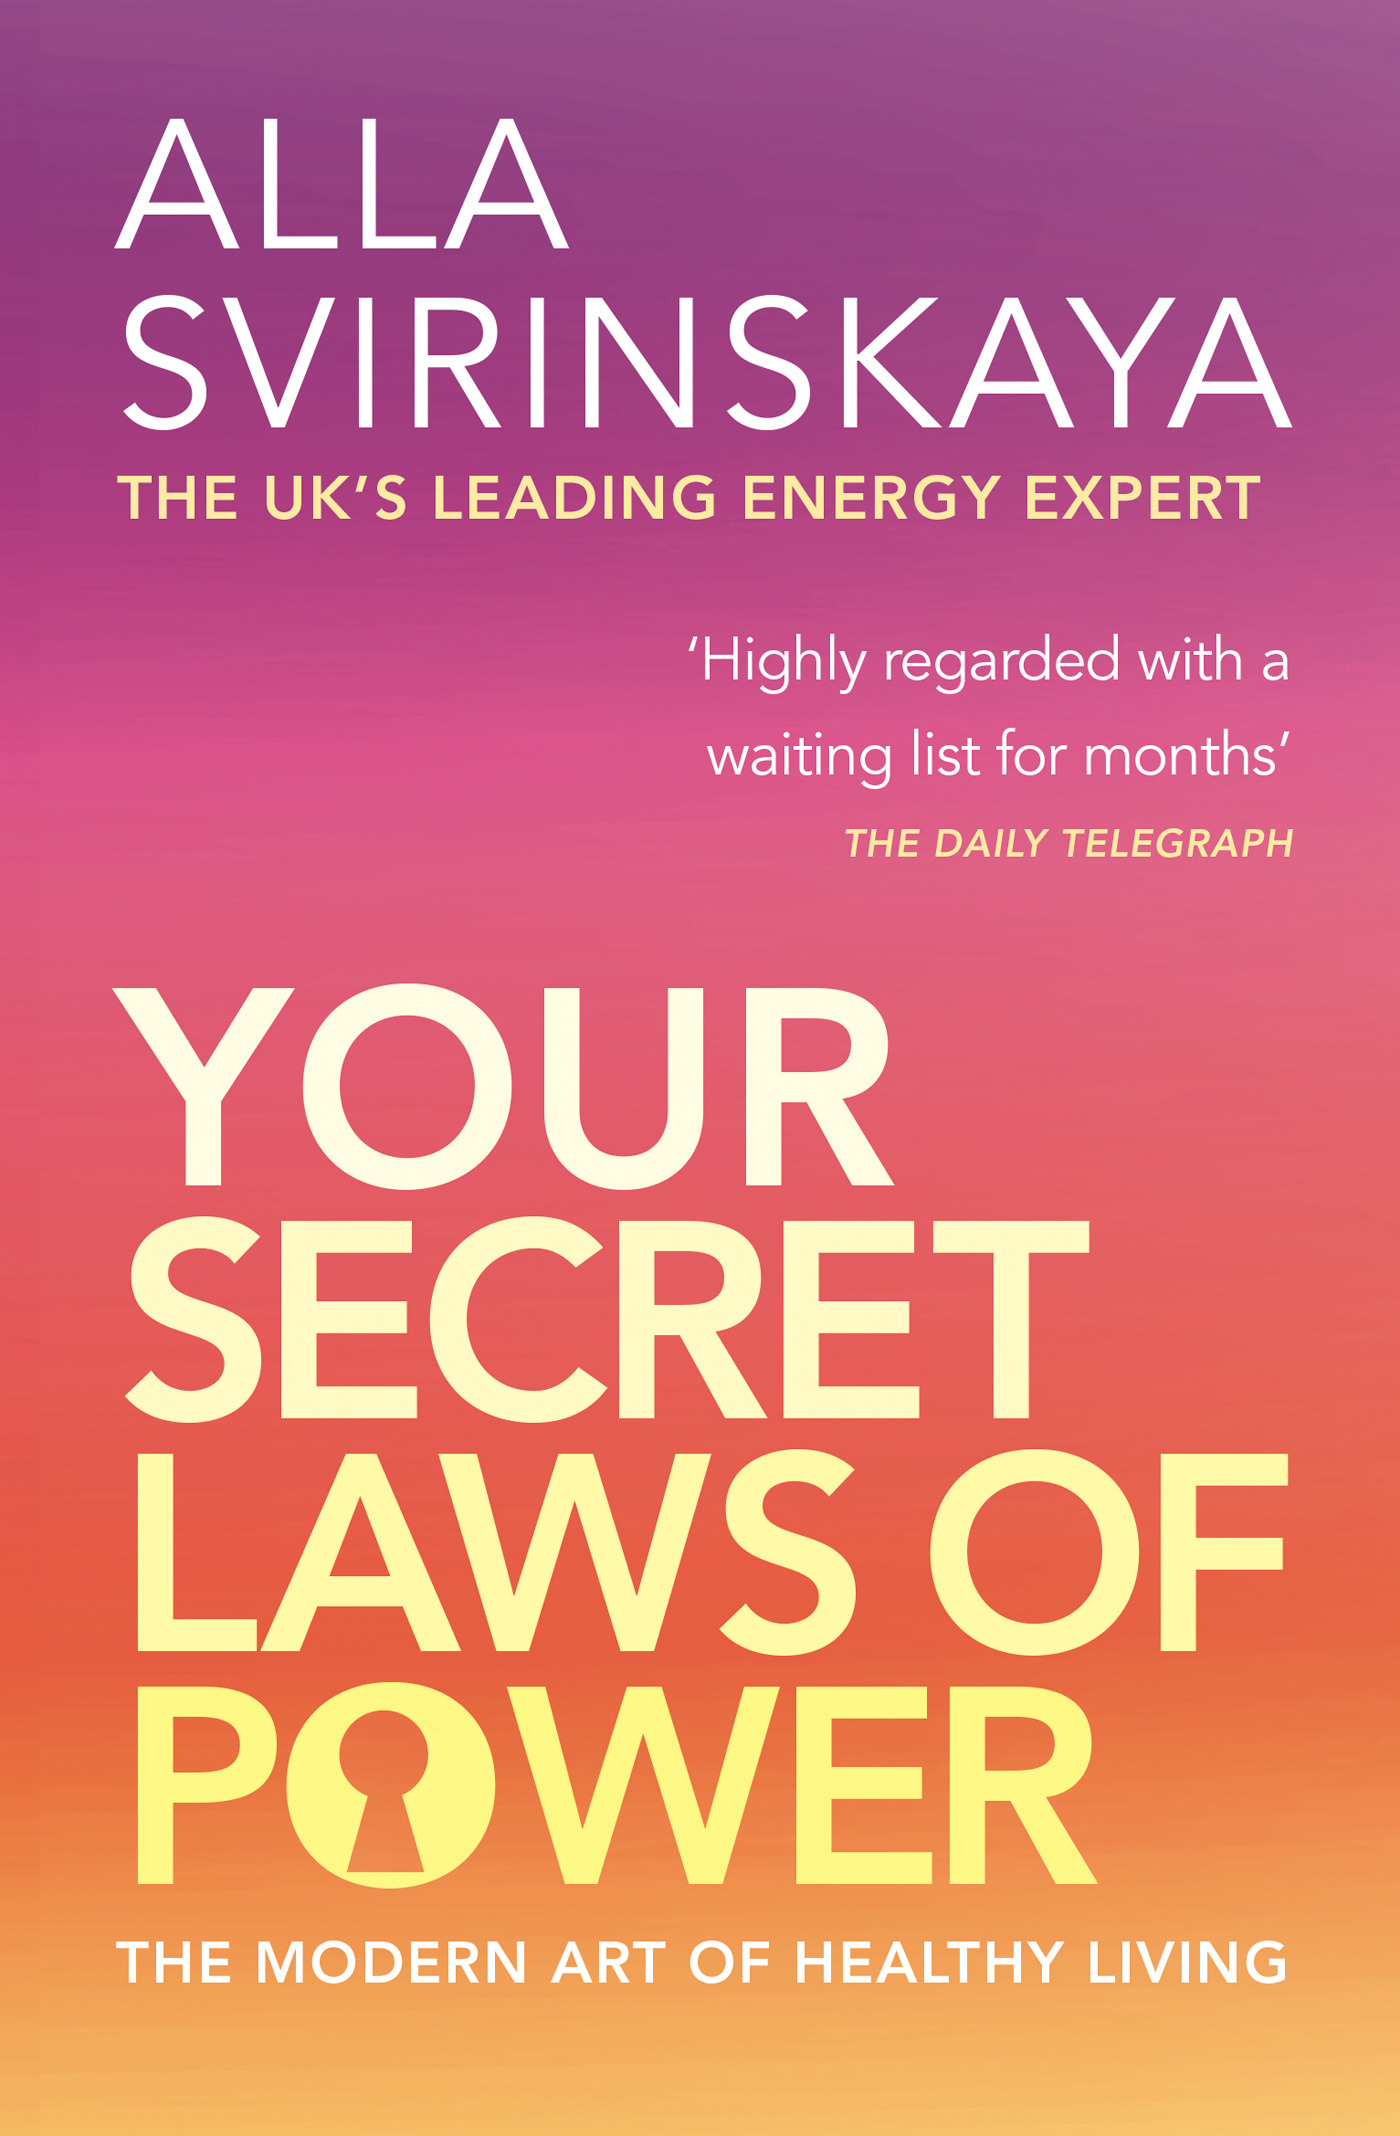 ALLA
SVIRINSKAYA
THE UK’S LEADING ENERGY EXPERT
‘Highly regarded with a
waiting list for months’
THE DAILY TELEGRAPH
YOUR
SECRET
LAWS OF
POWER
THE MODERN ART OF HEALTHY LIVING